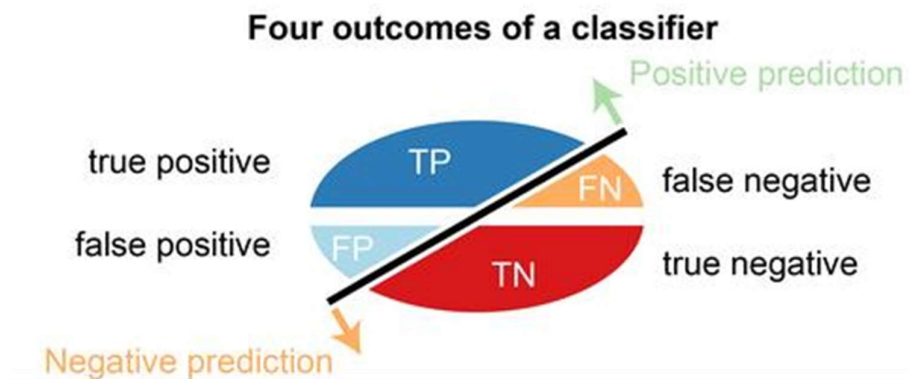 Four outcomes of a classifier
Positive prediction
true positive
TP
FN
false negative
false positive
FP
TN
true negative
Negative prediction